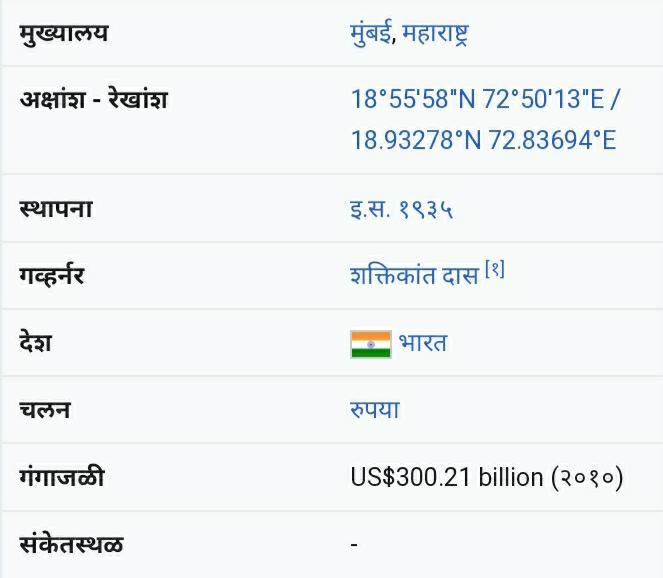 मुख्यालय मुंबई, महाराष्ट्र
अक्षांश - रेखांश 18°55'58"N 72°50'13"E /
18.93278°N 72.83694°E
स्थापना इ.स. १९३५
गव्हर्नर शक्तिकांत दास [१]
देश भारत
चलन रुपया
गंगाजळी US$300.21 billion (२०१०)
संकेतस्थळ -